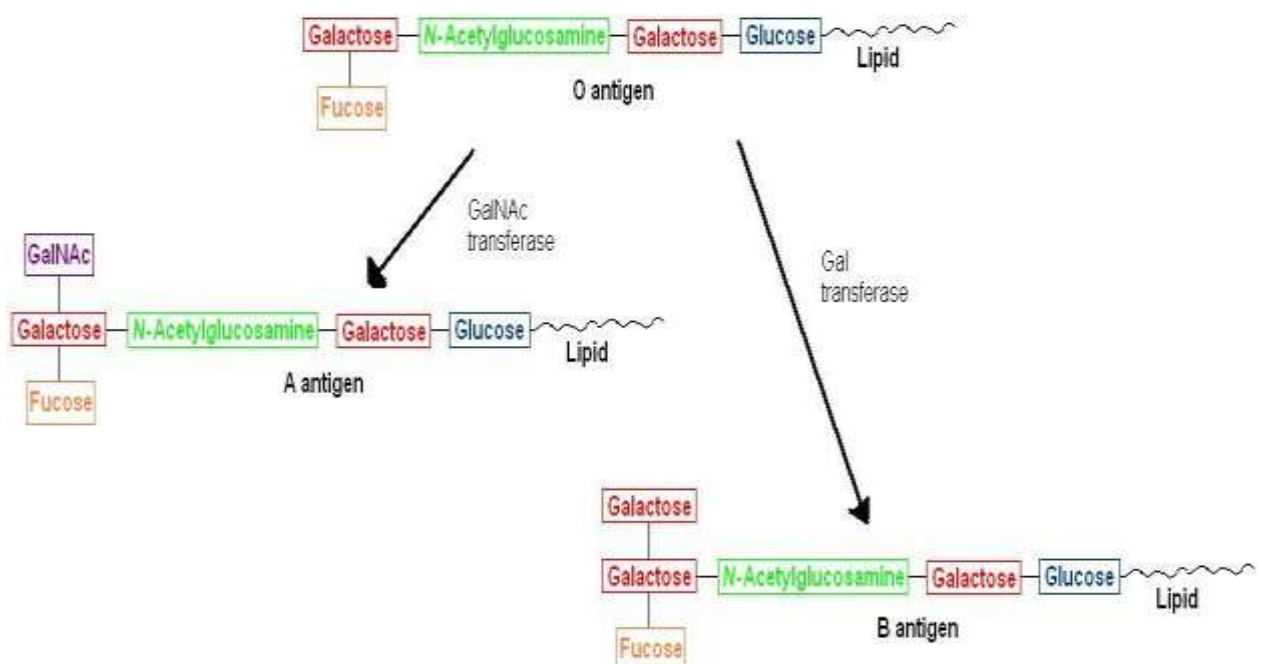 Galactose N-Acetylglucosamine Galactose Glucose
Lipid
Fucose
O antigen
GalNAc
transferase
Gal
transferase
GalNAc
Galactose N-Acetylglucosamine Galactose Glucose
Lipid
Fucose
A antigen
Galactose
Galactose N-Acetylglucosamine Galactose Glucose
Lipid
Fucose
B antigen